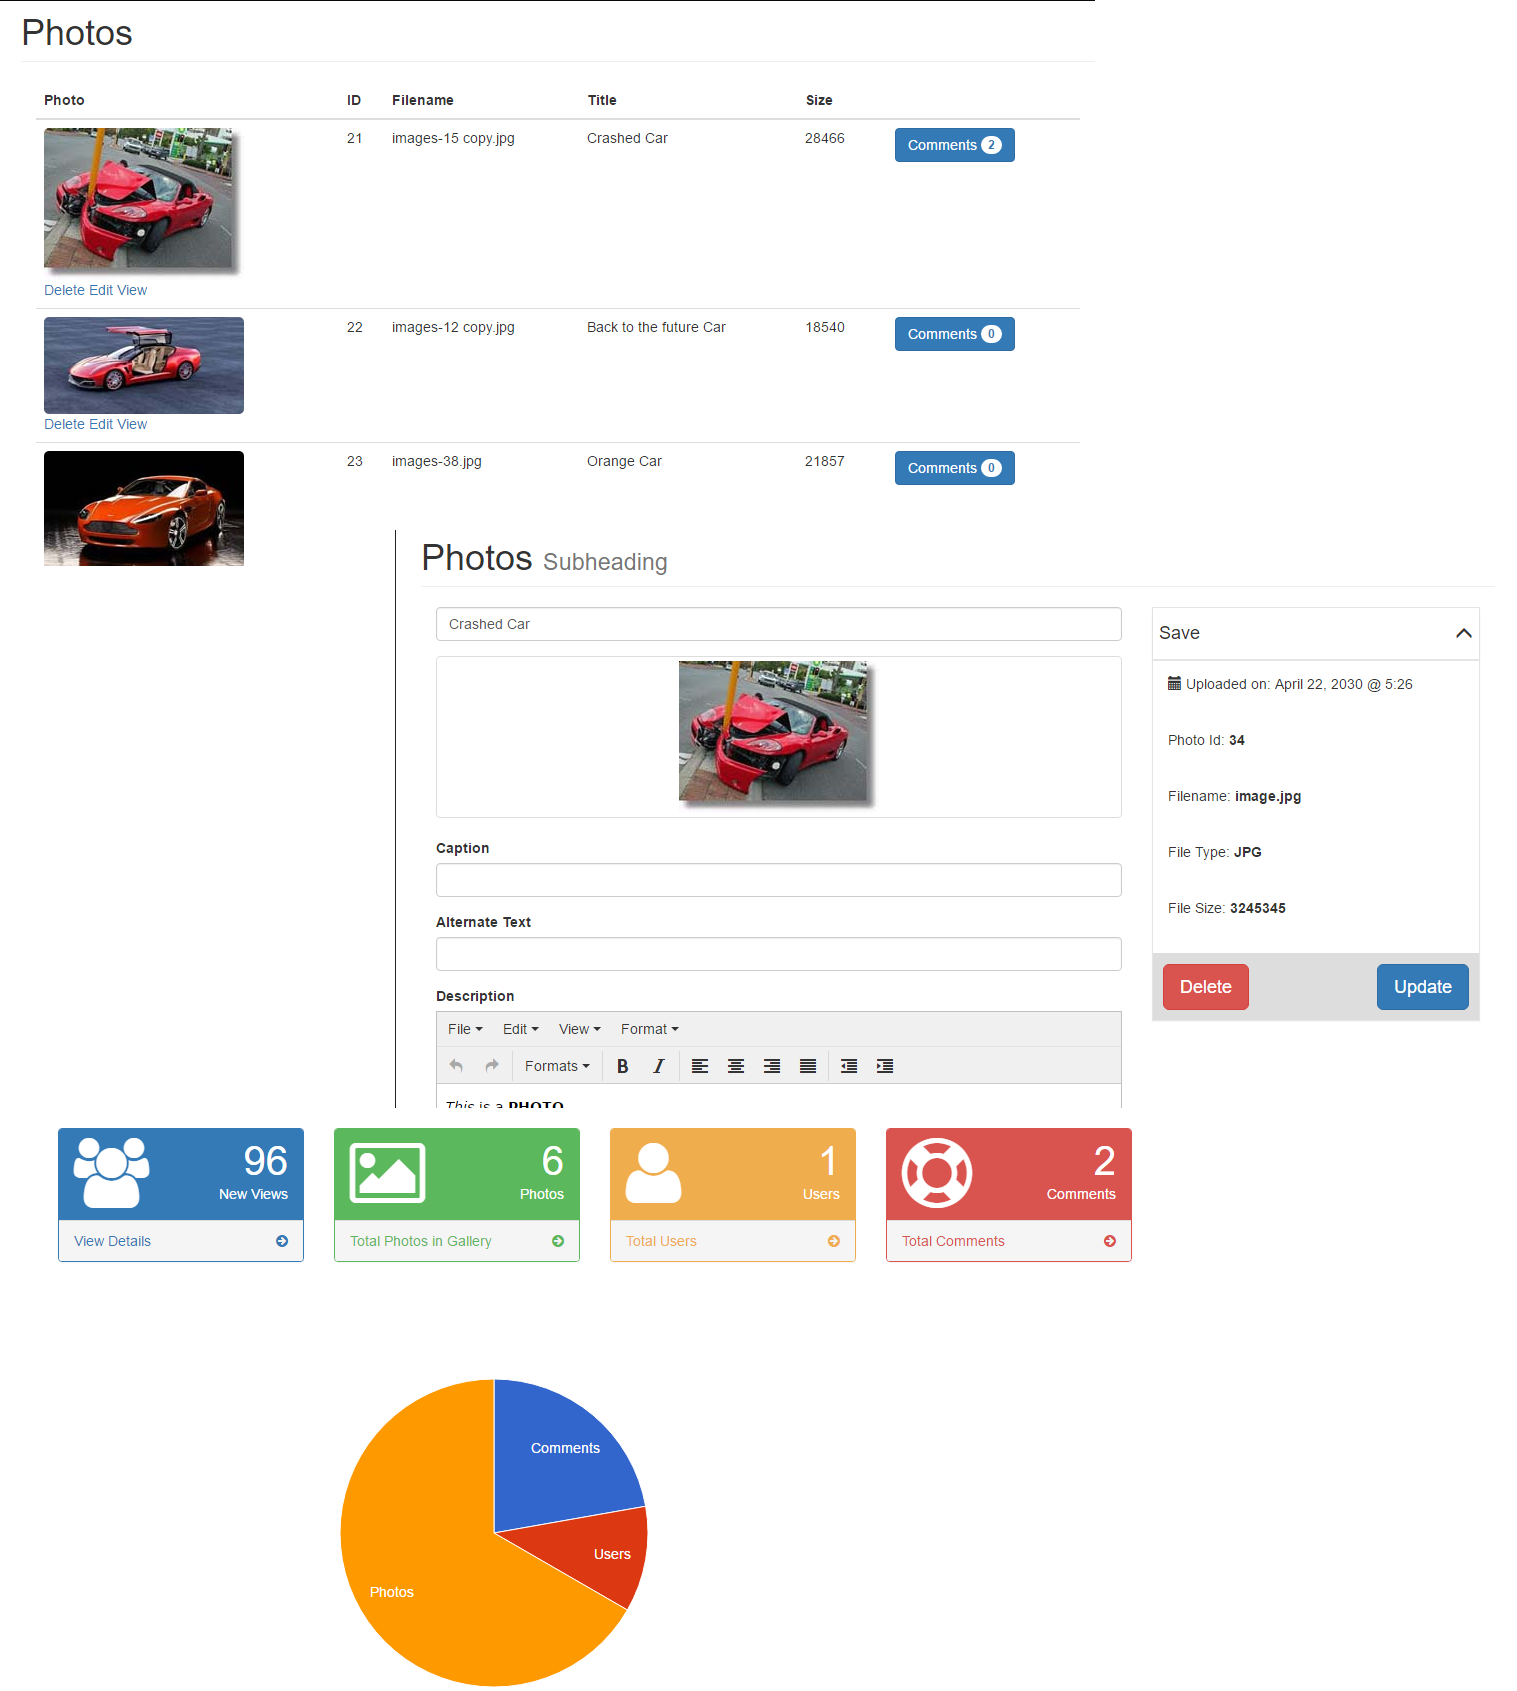 Photos
Photo ID Filename Title Size
21 images-15 copy.jpg Crashed Car 28466 Comments 2
Delete Edit View
22 images-12 copy.jpg Back to the future Car 18540 Comments 0
Delete Edit View
23 images-38.jpg Orange Car 21857 Comments 0
Photos Subheading
Crashed Car
Save
Uploaded on: April 22, 2030 @ 5:26
Photo Id: 34
Filename: image.jpg
File Type: JPG
File Size: 3245345
Delete Update
Caption
Alternate Text
Description
File Edit View Format
Formats B I
This is a PHOTO
96
New Views
View Details
6
Photos
Total Photos in Gallery
1
Users
Total Users
2
Comments
Total Comments
Comments
Users
Photos